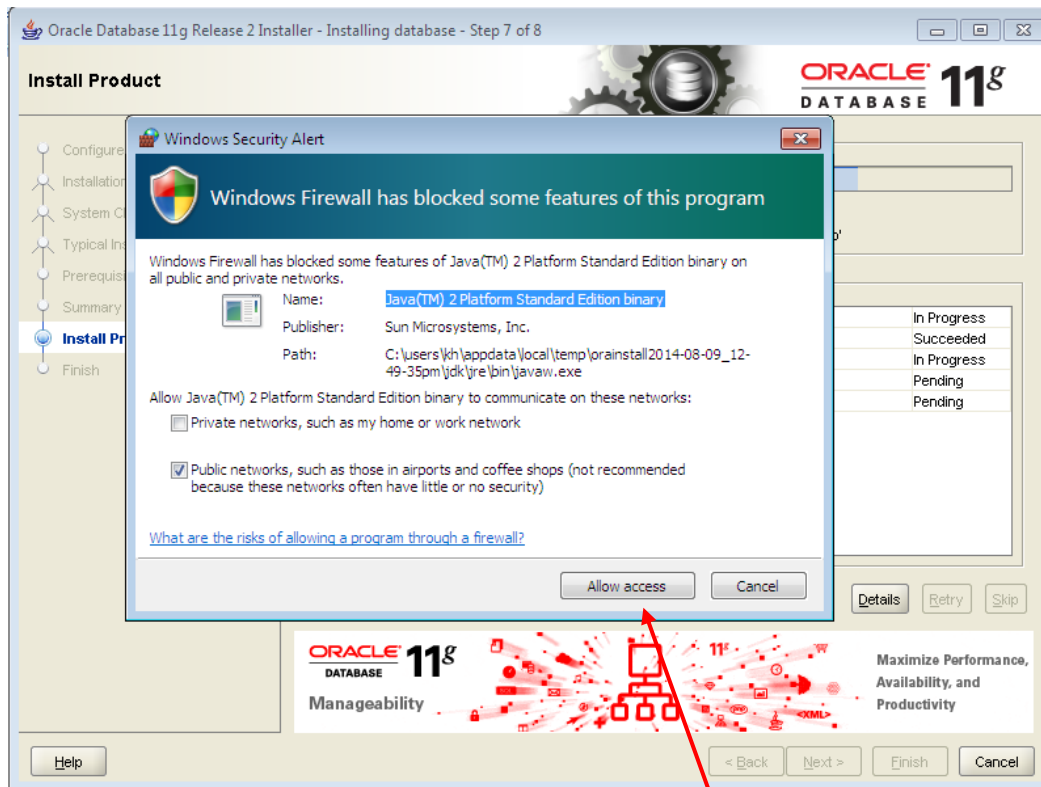 Oracle Database 11g Release 2 Installer - Installing database - Step 7 of 8
Install Product
ORACLE 11g
DATABASE
Configure
Installation
System C
Typical Ins
Prerequisi
Summary
Install Pr
Finish
Windows Security Alert
Windows Firewall has blocked some features of this program
Windows Firewall has blocked some features of Java(TM) 2 Platform Standard Edition binary on
all public and private networks.
Name: Java(TM) 2 Platform Standard Edition binary
Publisher: Sun Microsystems, Inc.
Path: C:\users\kh\appdata\local\temp\orainstall2014-08-09_12-
49-35pm\jdk\jre\bin\javaw.exe
Allow Java(TM) 2 Platform Standard Edition binary to communicate on these networks:
Private networks, such as my home or work network
Public networks, such as those in airports and coffee shops (not recommended
because these networks often have little or no security)
What are the risks of allowing a program through a firewall?
Allow access Cancel
In Progress
Succeeded
In Progress
Pending
Pending
Details Retry Skip
ORACLE 11g
DATABASE
Manageability
11g
<XML>
Maximize Performance,
Availability, and
Productivity
Help < Back Next > Finish Cancel